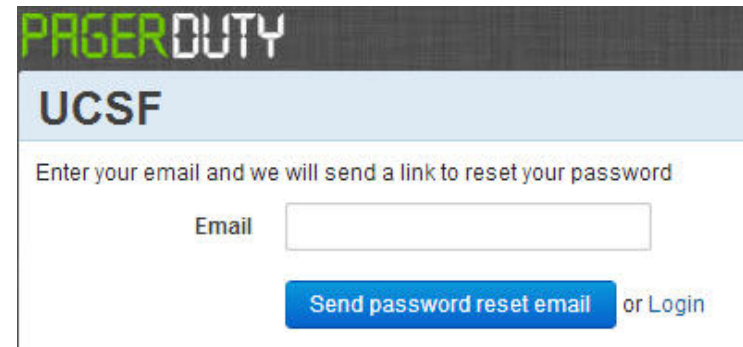 PAGERDUTY
UCSF
Enter your email and we will send a link to reset your password
Email
Send password reset email or Login